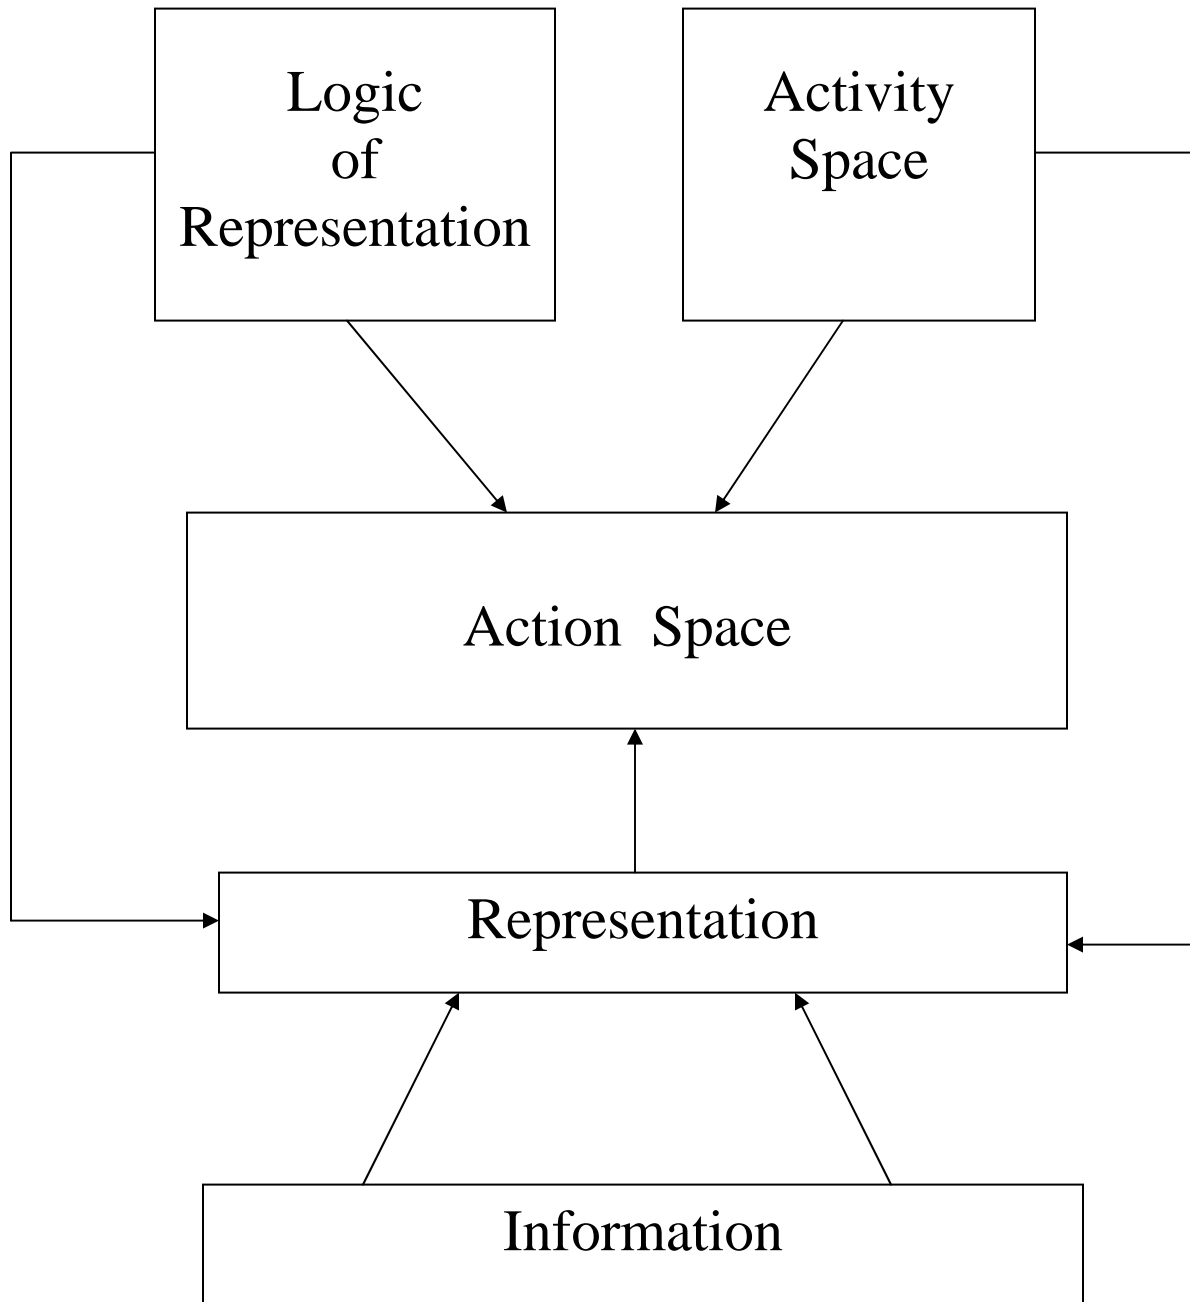 Logic
of
Representation
Activity
Space
Action Space
Representation
Information